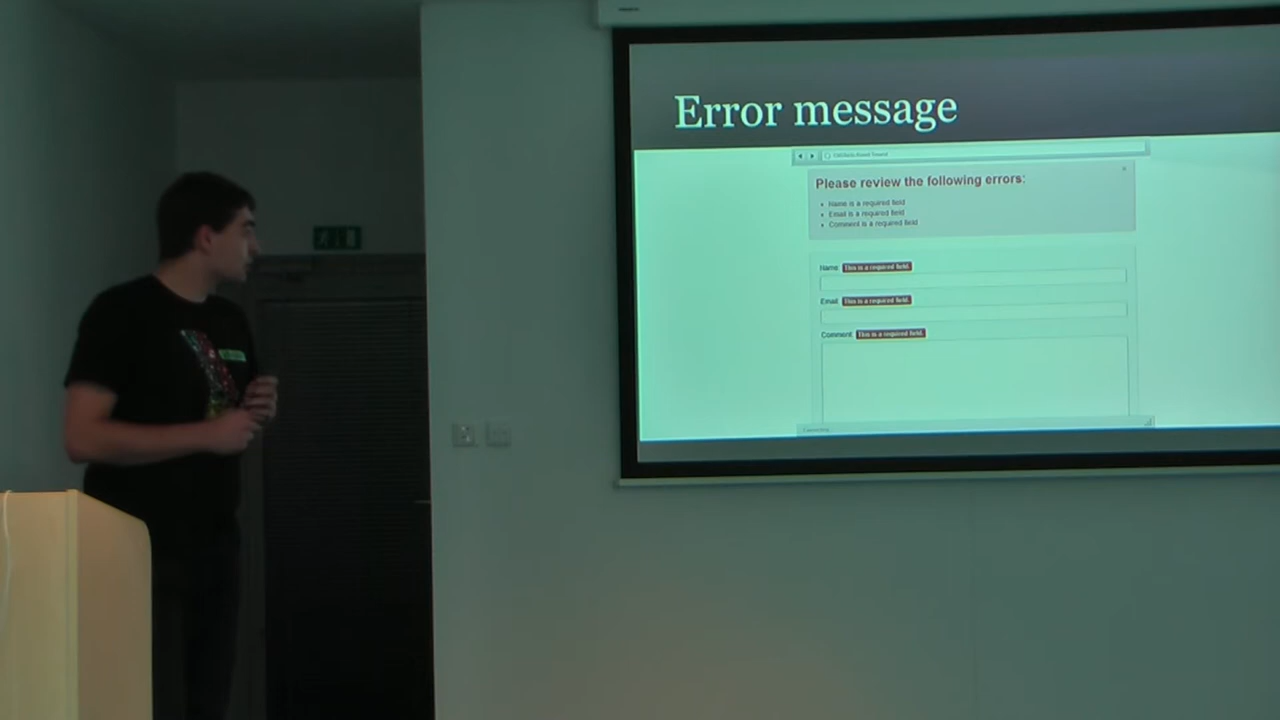 Error message
Please review the following errors:
Name is a required field
Email is a required field
Comment is a required field
Name This is a required field.
Email This is a required field.
Comment This is a required field.